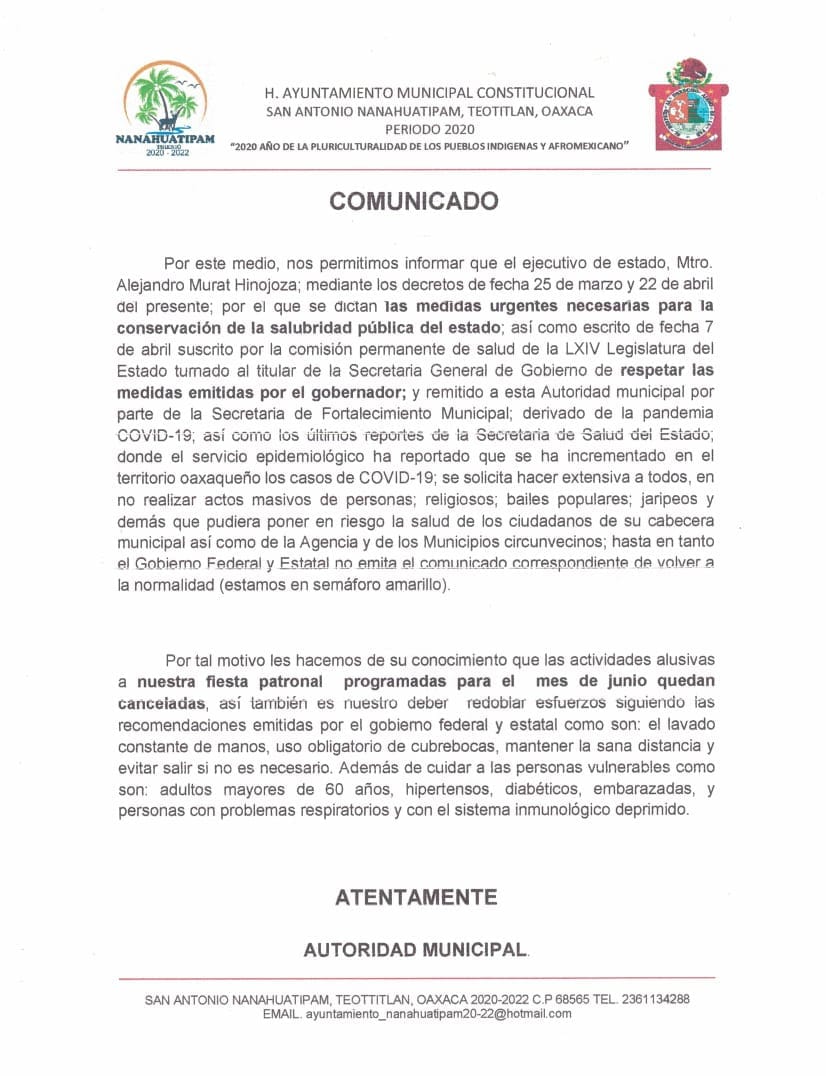 H. AYUNTAMIENTO MUNICIPAL CONSTITUCIONAL
SAN ANTONIO NANAHUATIPAM, TEOTITLAN, OAXACA
PERIODO 2020
"2020 AÑO DE LA PLURICULTURALIDAD DE LOS PUEBLOS INDIGENAS Y AFROMEXICANO"
NANAHUATIPAM
2020 - 2022
COMUNICADO
Por este medio, nos permitimos informar que el ejecutivo de estado, Mtro.
Alejandro Murat Hinojoza; mediante los decretos de fecha 25 de marzo y 22 de abril
del presente; por el que se dictan las medidas urgentes necesarias para la
conservación de la salubridad pública del estado; así como escrito de fecha 7
de abril suscrito por la comisión permanente de salud de la LXIV Legislatura del
Estado turnado al titular de la Secretaria General de Gobierno de respetar las
medidas emitidas por el gobernador; y remitido a esta Autoridad municipal por
parte de la Secretaria de Fortalecimiento Municipal; derivado de la pandemia
COVID-19; así como los últimos reportes de la Secretaria de Salud del Estado;
donde el servicio epidemiológico ha reportado que se ha incrementado en el
territorio oaxaqueño los casos de COVID-19; se solicita hacer extensiva a todos, en
no realizar actos masivos de personas; religiosos; bailes populares; jaripeos y
demás que pudiera poner en riesgo la salud de los ciudadanos de su cabecera
municipal así como de la Agencia y de los Municipios circunvecinos; hasta en tanto
el Gobierno Federal y Estatal no emita el comunicado correspondiente de volver a
la normalidad (estamos en semáforo amarillo).
Por tal motivo les hacemos de su conocimiento que las actividades alusivas
a nuestra fiesta patronal programadas para el mes de junio quedan
canceladas, así también es nuestro deber redoblar esfuerzos siguiendo las
recomendaciones emitidas por el gobierno federal y estatal como son: el lavado
constante de manos, uso obligatorio de cubrebocas, mantener la sana distancia y
evitar salir si no es necesario. Además de cuidar a las personas vulnerables como
son: adultos mayores de 60 años, hipertensos, diabéticos, embarazadas, y
personas con problemas respiratorios y con el sistema inmunológico deprimido.
ATENTAMENTE
AUTORIDAD MUNICIPAL.
SAN ANTONIO NANAHUATIPAM, TEOTTITLAN, OAXACA 2020-2022 C.P 68565 TEL. 2361134288
EMAIL. ayuntamiento_nanahuatipam20-22@hotmail.com